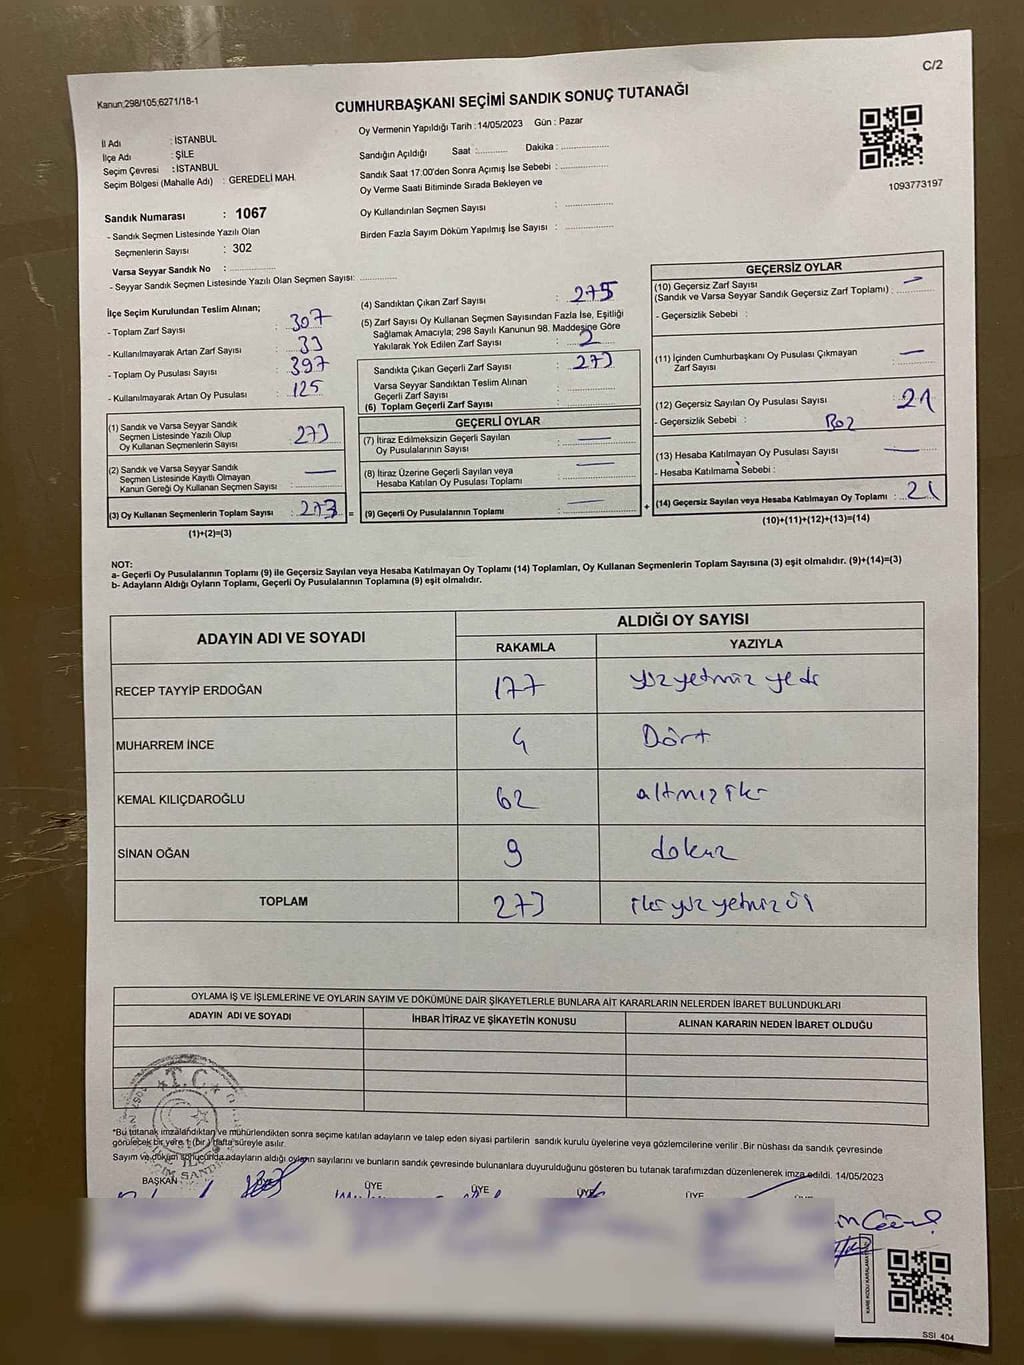 C/2
Kanun;298/105,6271/18-1
CUMHURBAŞKANI SEÇİMİ SANDIK SONUÇ TUTANAĞI
İl Adı : İSTANBUL
İlçe Adı : ŞİLE
Seçim Çevresi : İSTANBUL
Seçim Bölgesi (Mahalle Adı) : GEREDELİ MAH.
Sandık Numarası : 1067
- Sandık Seçmen Listesinde Yazılı Olan
Seçmenlerin Sayısı : 302
Varsa Seyyar Sandık No :
- Seyyar Sandık Seçmen Listesinde Yazılı Olan Seçmen Sayısı:
Oy Vermenin Yapıldığı Tarih : 14/05/2023 Gün : Pazar
Sandığın Açıldığı Saat : Dakika :
Sandık Saat 17:00'den Sonra Açımış İse Sebebi :
Oy Verme Saati Bitiminde Sırada Bekleyen ve
Oy Kullandırılan Seçmen Sayısı :
Birden Fazla Sayım Döküm Yapılmış İse Sayısı :
1093773197
İlçe Seçim Kurulundan Teslim Alınan;
- Toplam Zarf Sayısı : 307
- Kullanılmayarak Artan Zarf Sayısı : 33
- Toplam Oy Pusulası Sayısı : 397
- Kullanılmayarak Artan Oy Pusulası : 125
(1) Sandık ve Varsa Seyyar Sandık
Seçmen Listesinde Yazılı Olup
Oy Kullanan Seçmenlerin Sayısı : 273
(2) Sandık ve Varsa Seyyar Sandık
Seçmen Listesinde Kayıtlı Olmayan
Kanun Gereği Oy Kullanan Seçmen Sayısı : —
(3) Oy Kullanan Seçmenlerin Toplam Sayısı : 273 =
(1)+(2)=(3)
(4) Sandıktan Çıkan Zarf Sayısı : 275
(5) Zarf Sayısı Oy Kullanan Seçmen Sayısından Fazla İse, Eşitliği
Sağlamak Amacıyla; 298 Sayılı Kanunun 98. Maddesine Göre
Yakılarak Yok Edilen Zarf Sayısı : 2
Sandıkta Çıkan Geçerli Zarf Sayısı : 273
Varsa Seyyar Sandıktan Teslim Alınan
Geçerli Zarf Sayısı :
(6) Toplam Geçerli Zarf Sayısı :
GEÇERLİ OYLAR
(7) İtiraz Edilmeksizin Geçerli Sayılan
Oy Pusulalarının Sayısı : —
(8) İtiraz Üzerine Geçerli Sayılan veya
Hesaba Katılan Oy Pusulası Toplamı : —
(9) Geçerli Oy Pusulalarının Toplamı : — +
GEÇERSİZ OYLAR
(10) Geçersiz Zarf Sayısı
(Sandık ve Varsa Seyyar Sandık Geçersiz Zarf Toplamı) : —
- Geçersizlik Sebebi :
(11) İçinden Cumhurbaşkanı Oy Pusulası Çıkmayan
Zarf Sayısı : —
(12) Geçersiz Sayılan Oy Pusulası Sayısı : 21
- Geçersizlik Sebebi :
(13) Hesaba Katılmayan Oy Pusulası Sayısı : —
- Hesaba Katılmama Sebebi :
(14) Geçersiz Sayılan veya Hesaba Katılmayan Oy Toplamı : 21
(10)+(11)+(12)+(13)=(14)
NOT:
a- Geçerli Oy Pusulalarının Toplamı (9) ile Geçersiz Sayılan veya Hesaba Katılmayan Oy Toplamı (14) Toplamları, Oy Kullanan Seçmenlerin Toplam Sayısına (3) eşit olmalıdır. (9)+(14)=(3)
b- Adayların Aldığı Oyların Toplamı, Geçerli Oy Pusulalarının Toplamına (9) eşit olmalıdır.
ADAYIN ADI VE SOYADI
ALDIĞI OY SAYISI
RAKAMLA YAZIYLA
RECEP TAYYİP ERDOĞAN 177 yüz yetmiz yedi
MUHARREM İNCE 4 Dört
KEMAL KILIÇDAROĞLU 62 altmız iki
SİNAN OĞAN 9 dokuz
TOPLAM 273 iki yüz yetmiz üç
OYLAMA İŞ VE İŞLEMLERİNE VE OYLARIN SAYIM VE DÖKÜMÜNE DAİR ŞİKAYETLERLE BUNLARA AİT KARARLARIN NELERDEN İBARET BULUNDUKLARI
ADAYIN ADI VE SOYADI İHBAR İTİRAZ VE ŞİKAYETİN KONUSU ALINAN KARARIN NEDEN İBARET OLDUĞU
T.C.
*Bu tutanak imzalandıktan ve mühürlendikten sonra seçime katılan adayların ve talep eden siyasi partilerin sandık kurulu üyelerine veya gözlemcilerine verilir .Bir nüshası da sandık çevresinde
görülecek bir yere 1 (bir) hafta süreyle asılır.
Sayım ve döküm sonucunda adayların aldığı oyların sayılarını ve bunların sandık çevresinde bulunanlara duyurulduğunu gösteren bu tutanak tarafımızdan düzenlenerek imza edildi. 14/05/2023
BAŞKAN ÜYE ÜYE ÜYE ÜYE ÜYE
SSI_404